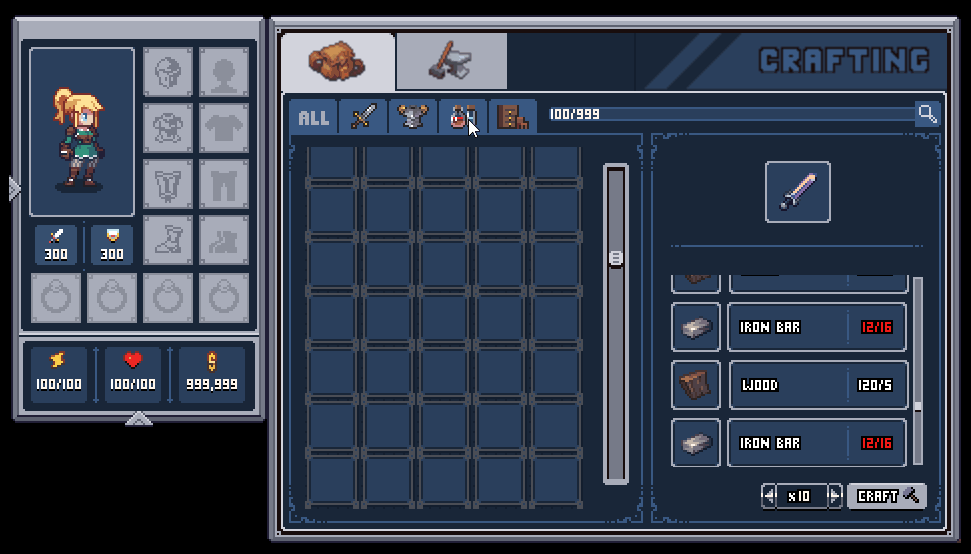 CRAFTING
ALL
100/999
300
300
100/100
100/100
999,999
IRON BAR 12/16
WOOD 120/5
IRON BAR 12/16
x10
CRAFT